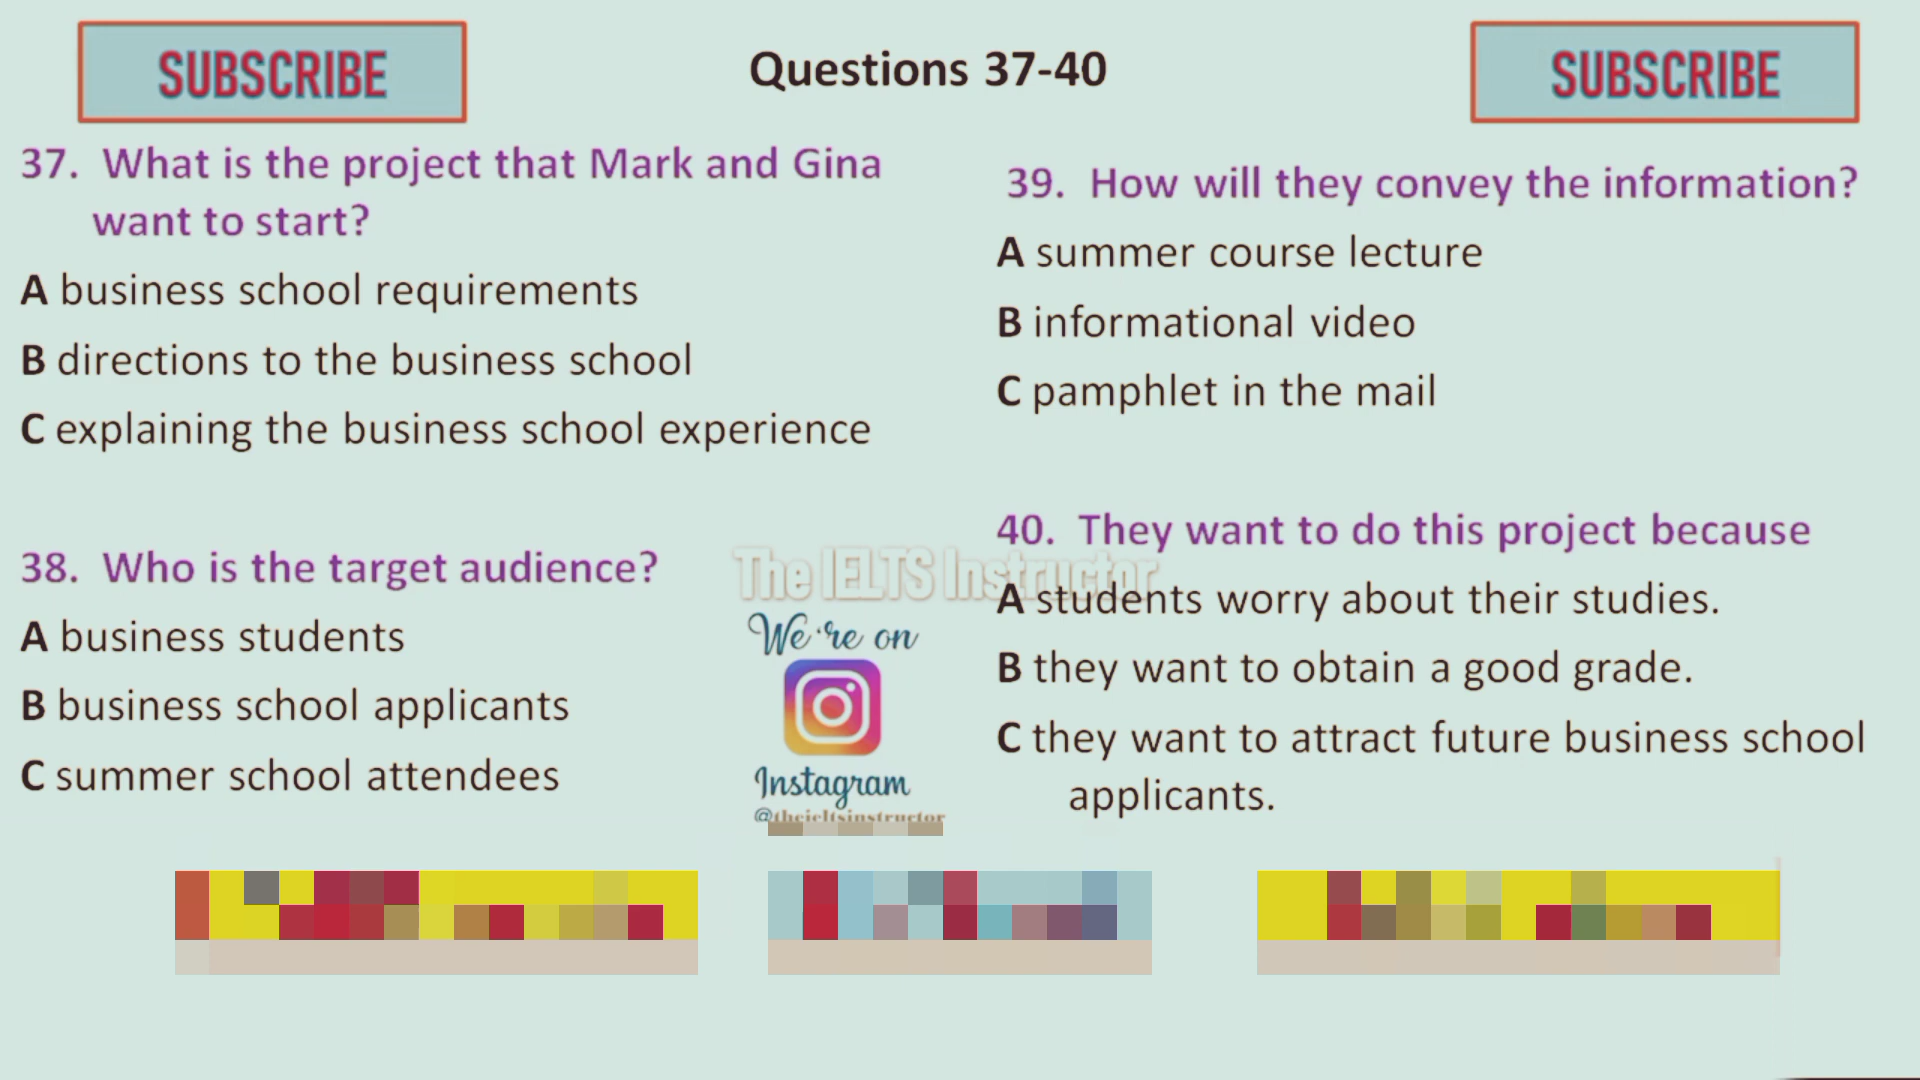 SUBSCRIBE
Questions 37-40
SUBSCRIBE
37. What is the project that Mark and Gina
want to start?
A business school requirements
B directions to the business school
C explaining the business school experience
38. Who is the target audience?
A business students
B business school applicants
C summer school attendees
39. How will they convey the information?
A summer course lecture
B informational video
C pamphlet in the mail
40. They want to do this project because
A students worry about their studies.
B they want to obtain a good grade.
C they want to attract future business school
applicants.
The IELTS Instructor
We're on
Instagram
@theieltsinstructor